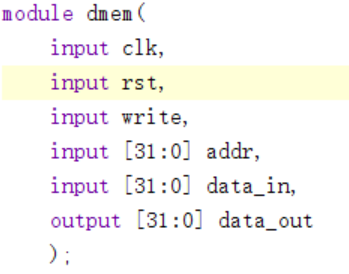 module dmem(
input clk,
input rst,
input write,
input [31:0] addr,
input [31:0] data_in,
output [31:0] data_out
);